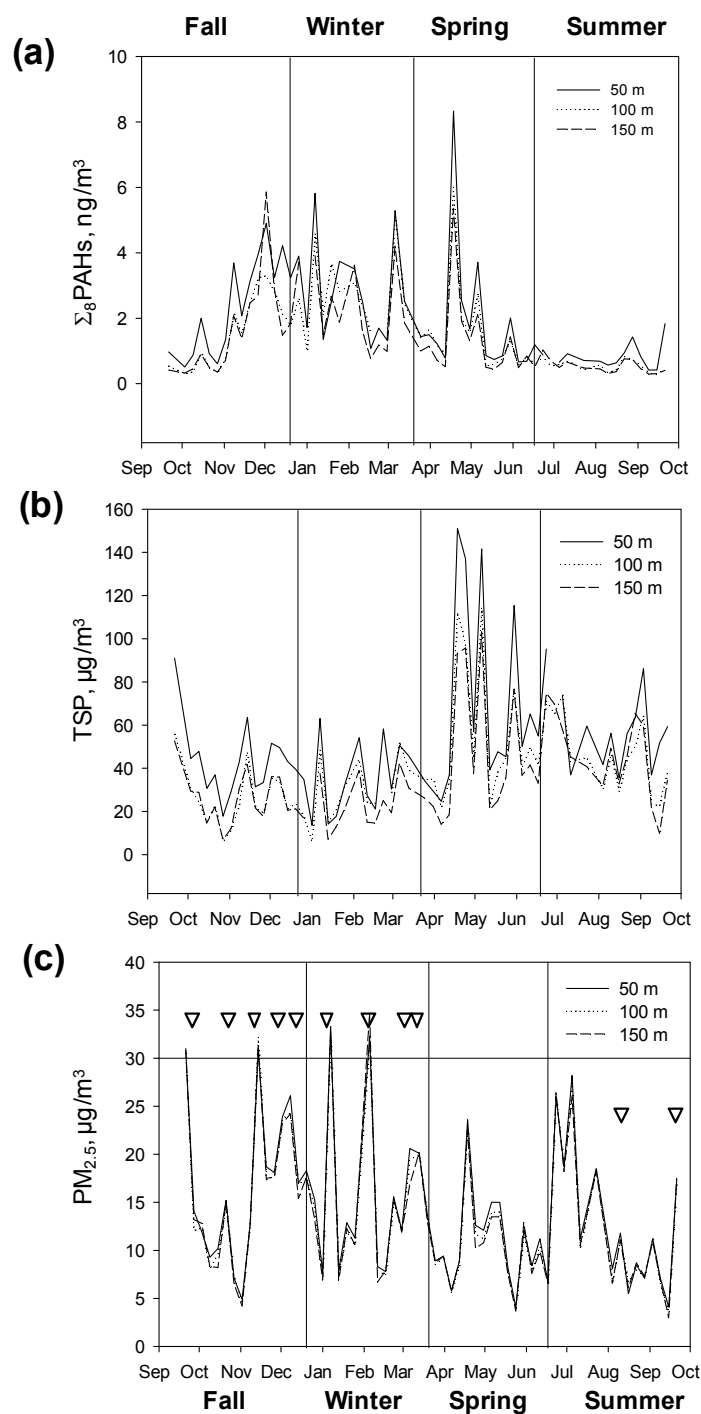 Fall Winter Spring Summer
(a)
10
8
6
4
2
0
Σ8PAHs, ng/m³
50 m
100 m
150 m
Sep Oct Nov Dec Jan Feb Mar Apr May Jun Jul Aug Sep Oct
(b)
160
140
120
100
80
60
40
20
0
TSP, µg/m³
50 m
100 m
150 m
Sep Oct Nov Dec Jan Feb Mar Apr May Jun Jul Aug Sep Oct
(c)
40
35
30
25
20
15
10
5
0
PM2.5, µg/m³
50 m
100 m
150 m
Sep Oct Nov Dec Jan Feb Mar Apr May Jun Jul Aug Sep Oct
Fall Winter Spring Summer